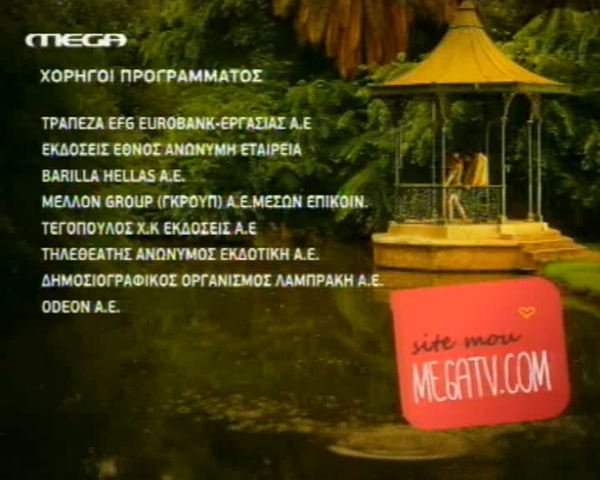 MEGA
ΧΟΡΗΓΟΙ ΠΡΟΓΡΑΜΜΑΤΟΣ
ΤΡΑΠΕΖΑ EFG EUROBANK-ΕΡΓΑΣΙΑΣ Α.Ε
ΕΚΔΟΣΕΙΣ ΕΘΝΟΣ ΑΝΩΝΥΜΗ ΕΤΑΙΡΕΙΑ
BARILLA HELLAS Α.Ε.
ΜΕΛΛΟΝ GROUP (ΓΚΡΟΥΠ) Α.Ε.ΜΕΣΩΝ ΕΠΙΚΟΙΝ.
ΤΕΓΟΠΟΥΛΟΣ Χ.Κ ΕΚΔΟΣΕΙΣ Α.Ε
ΤΗΛΕΘΕΑΤΗΣ ΑΝΩΝΥΜΟΣ ΕΚΔΟΤΙΚΗ Α.Ε.
ΔΗΜΟΣΙΟΓΡΑΦΙΚΟΣ ΟΡΓΑΝΙΣΜΟΣ ΛΑΜΠΡΑΚΗ Α.Ε.
ODEON Α.Ε.
site mou
MEGATV.COM